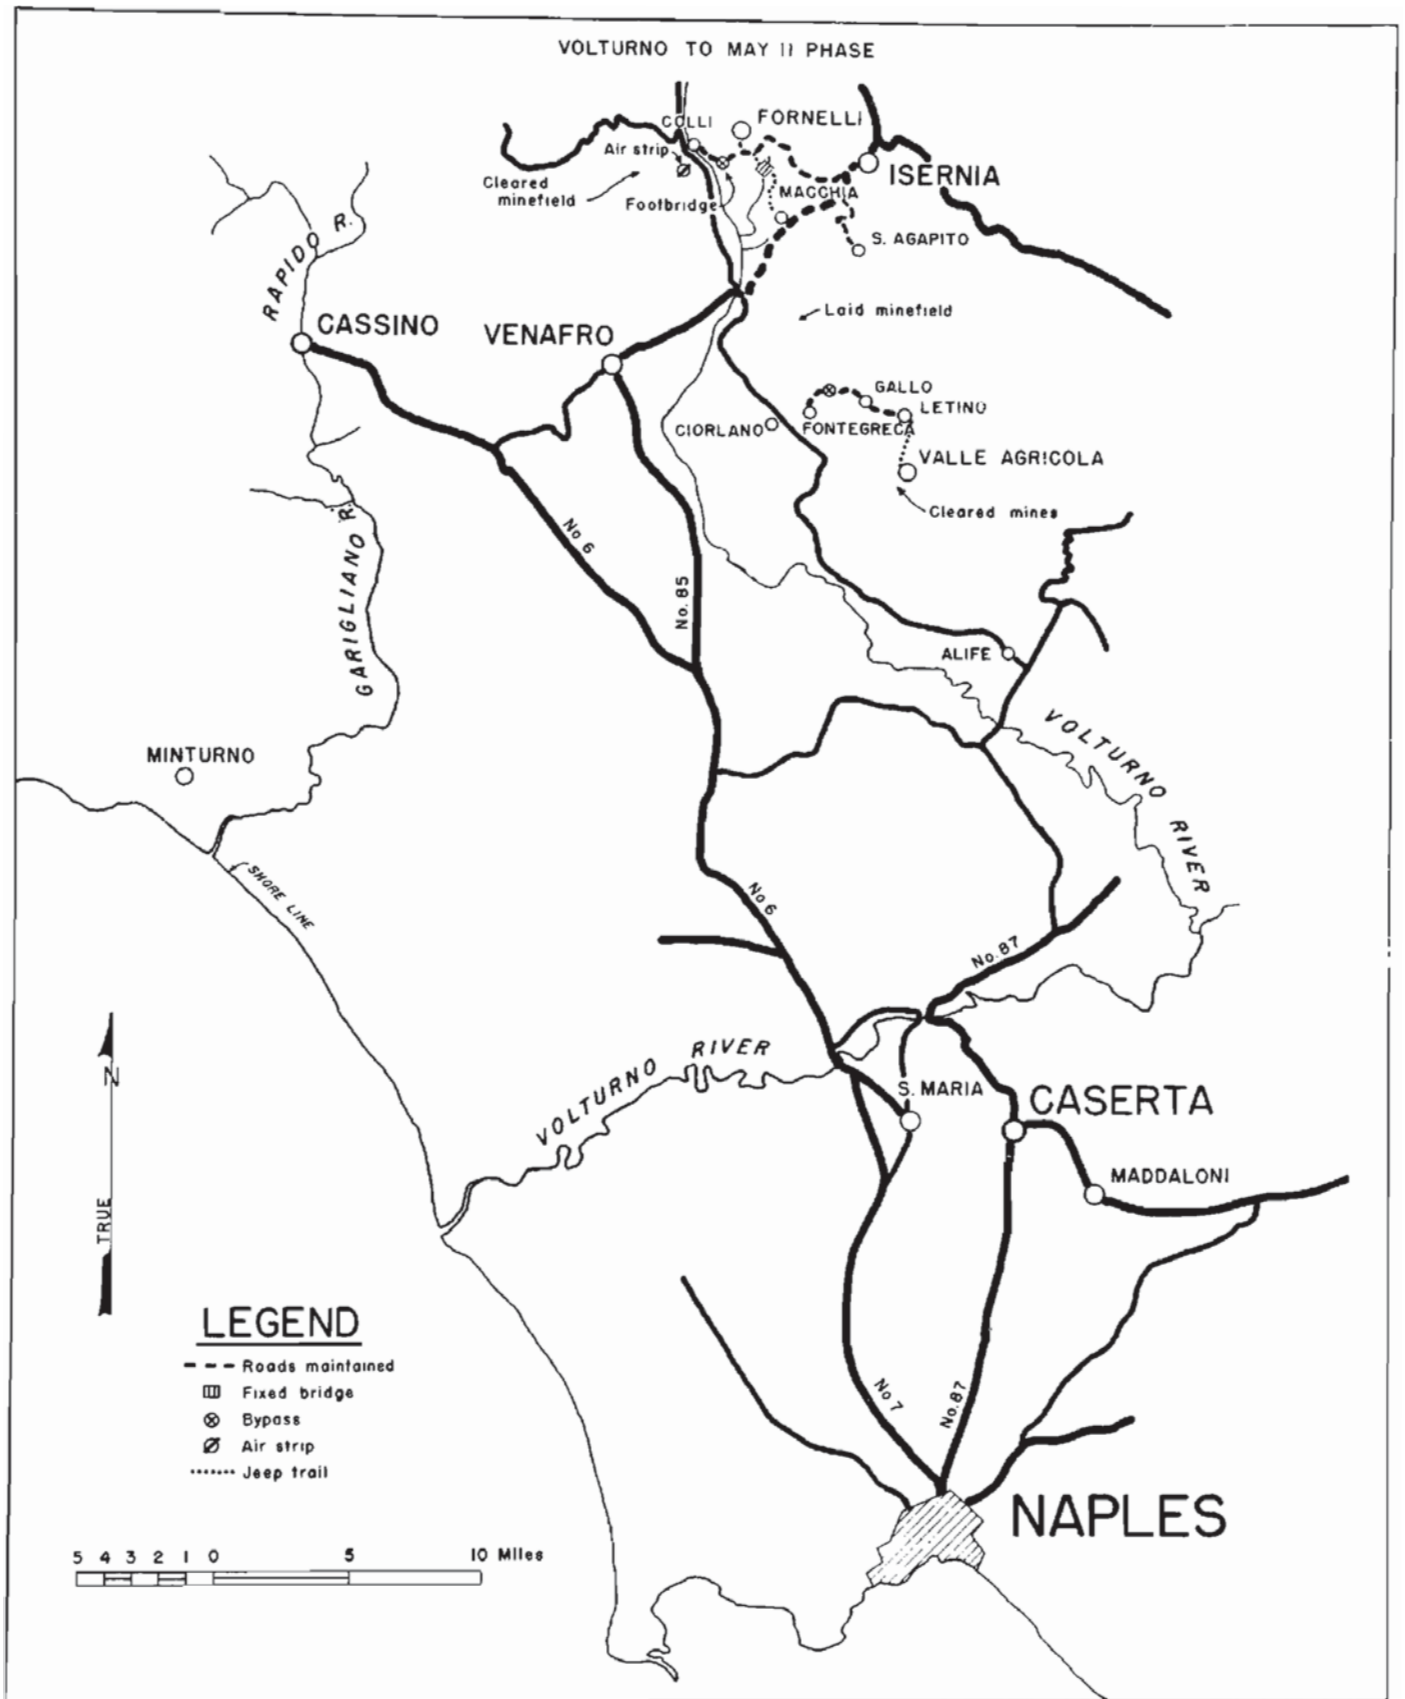 VOLTURNO TO MAY 11 PHASE
COLLI
FORNELLI
Air strip
ISERNIA
Cleared
minefield
Footbridge
MACCHIA
S. AGAPITO
RAPIDO R.
Laid minefield
CASSINO
VENAFRO
GALLO
LETINO
CIORLANO
FONTEGRECA
VALLE AGRICOLA
Cleared mines
No 6
No. 85
GARIGLIANO R.
ALIFE
VOLTURNO RIVER
MINTURNO
SHORE LINE
No 6
No. 87
VOLTURNO RIVER
S. MARIA
CASERTA
MADDALONI
N
TRUE
LEGEND
Roads maintained
Fixed bridge
Bypass
Air strip
Jeep trail
No 7
No. 87
NAPLES
5 4 3 2 1 0 5 10 Miles